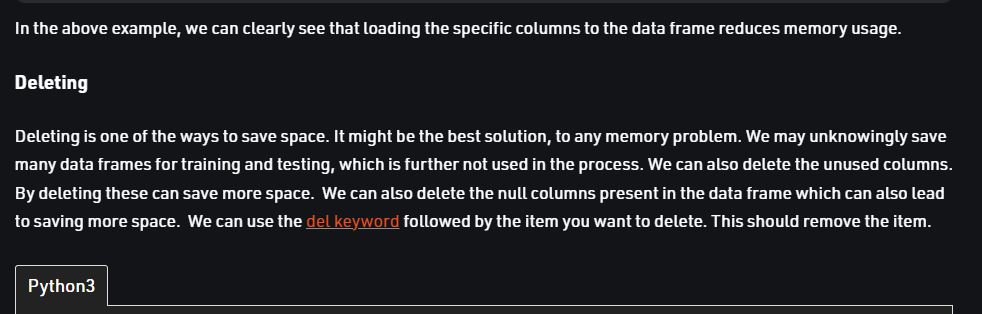 In the above example, we can clearly see that loading the specific columns to the data frame reduces memory usage.
Deleting
Deleting is one of the ways to save space. It might be the best solution, to any memory problem. We may unknowingly save
many data frames for training and testing, which is further not used in the process. We can also delete the unused columns.
By deleting these can save more space.  We can also delete the null columns present in the data frame which can also lead
to saving more space.  We can use the del keyword followed by the item you want to delete. This should remove the item.
Python3